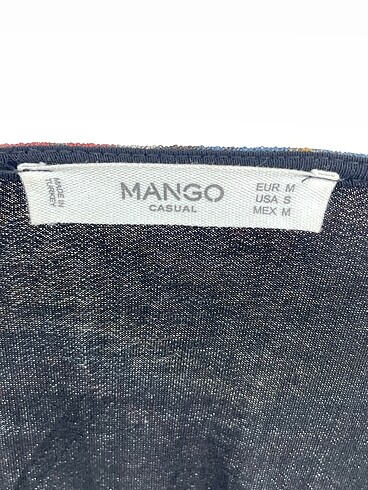 MADE IN
TURKEY
MANGO
CASUAL
EUR M
USA S
MEX M